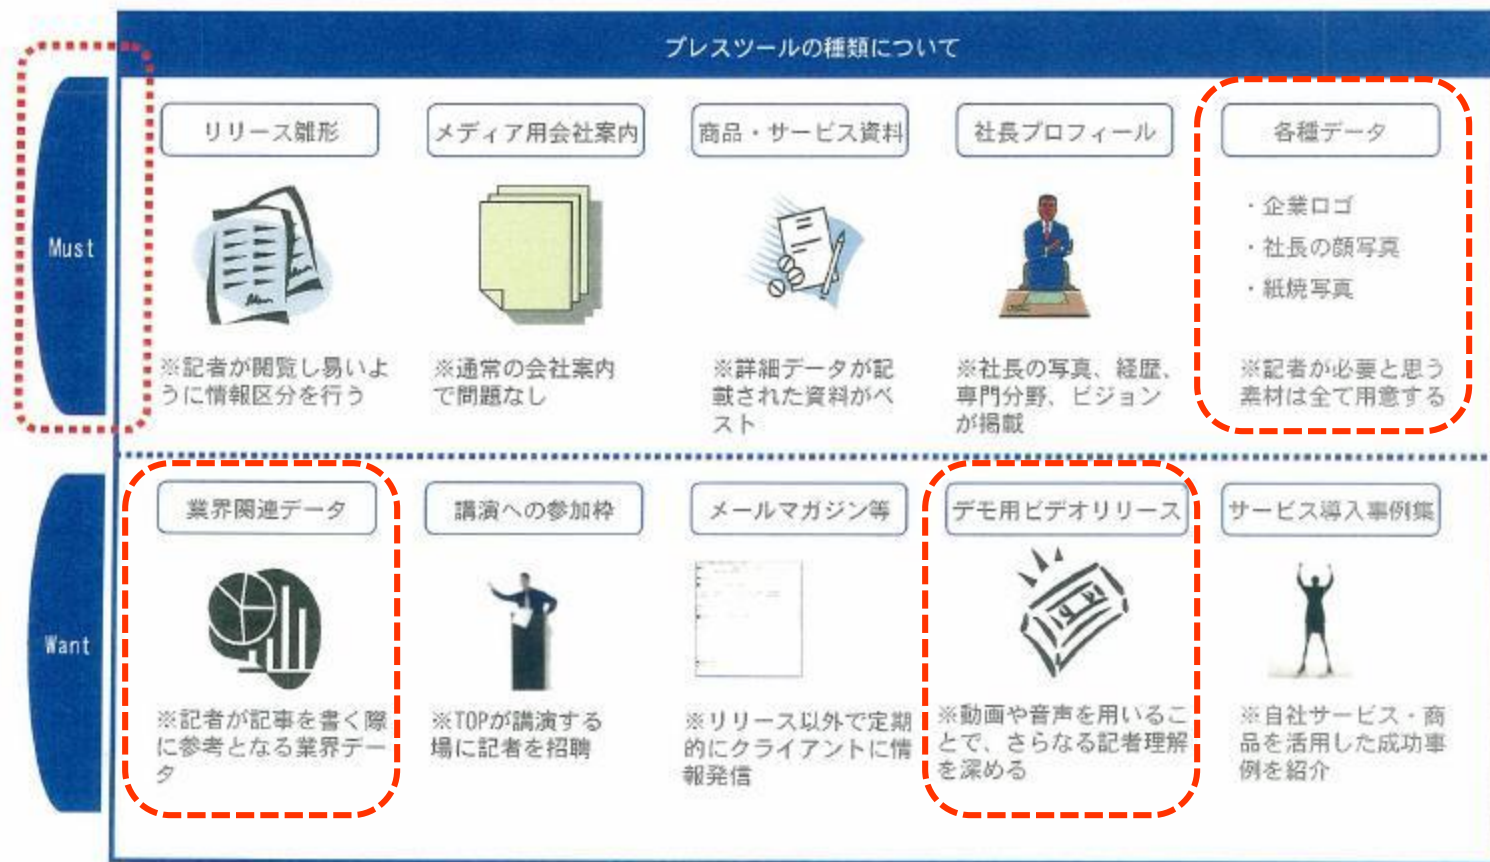 プレスツールの種類について
Must
リリース雛形
メディア用会社案内
商品・サービス資料
社長プロフィール
各種データ
・企業ロゴ
・社長の顔写真
・紙焼写真
※記者が閲覧し易いよ
うに情報区分を行う
※通常の会社案内
で問題なし
※詳細データが記
載された資料がベ
スト
※社長の写真、経歴、
専門分野、ビジョン
が掲載
※記者が必要と思う
素材は全て用意する
Want
業界関連データ
講演への参加枠
メールマガジン等
デモ用ビデオリリース
サービス導入事例集
※記者が記事を書く際
に参考となる業界デー
タ
※TOPが講演する
場に記者を招聘
※リリース以外で定期
的にクライアントに情
報発信
※動画や音声を用いるこ
とで、さらなる記者理解
を深める
※自社サービス・商
品を活用した成功事
例を紹介